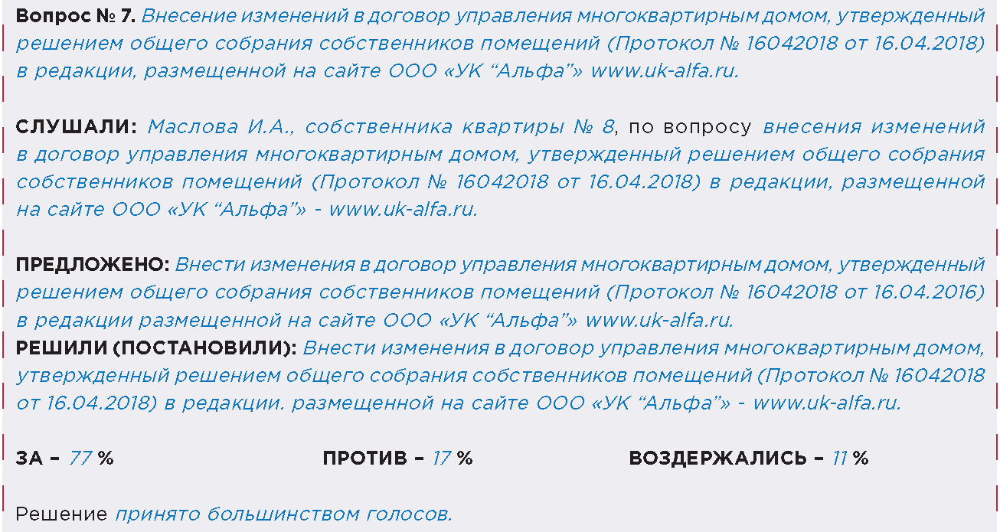 Вопрос № 7. Внесение изменений в договор управления многоквартирным домом, утвержденный
решением общего собрания собственников помещений (Протокол № 16042018 от 16.04.2018)
в редакции, размещенной на сайте ООО «УК “Альфа”» www.uk-alfa.ru.
СЛУШАЛИ: Маслова И.А., собственника квартиры № 8, по вопросу внесения изменений
в договор управления многоквартирным домом, утвержденный решением общего собрания
собственников помещений (Протокол № 16042018 от 16.04.2018) в редакции, размещенной
на сайте ООО «УК “Альфа”» - www.uk-alfa.ru.
ПРЕДЛОЖЕНО: Внести изменения в договор управления многоквартирным домом, утвержденный
решением общего собрания собственников помещений (Протокол № 16042018 от 16.04.2016)
в редакции размещенной на сайте ООО «УК “Альфа”» www.uk-alfa.ru.
РЕШИЛИ (ПОСТАНОВИЛИ): Внести изменения в договор управления многоквартирным домом,
утвержденный решением общего собрания собственников помещений (Протокол № 16042018
от 16.04.2018) в редакции. размещенной на сайте ООО «УК “Альфа”» - www.uk-alfa.ru.
ЗА – 77 % ПРОТИВ – 17 % ВОЗДЕРЖАЛИСЬ – 11 %
Решение принято большинством голосов.